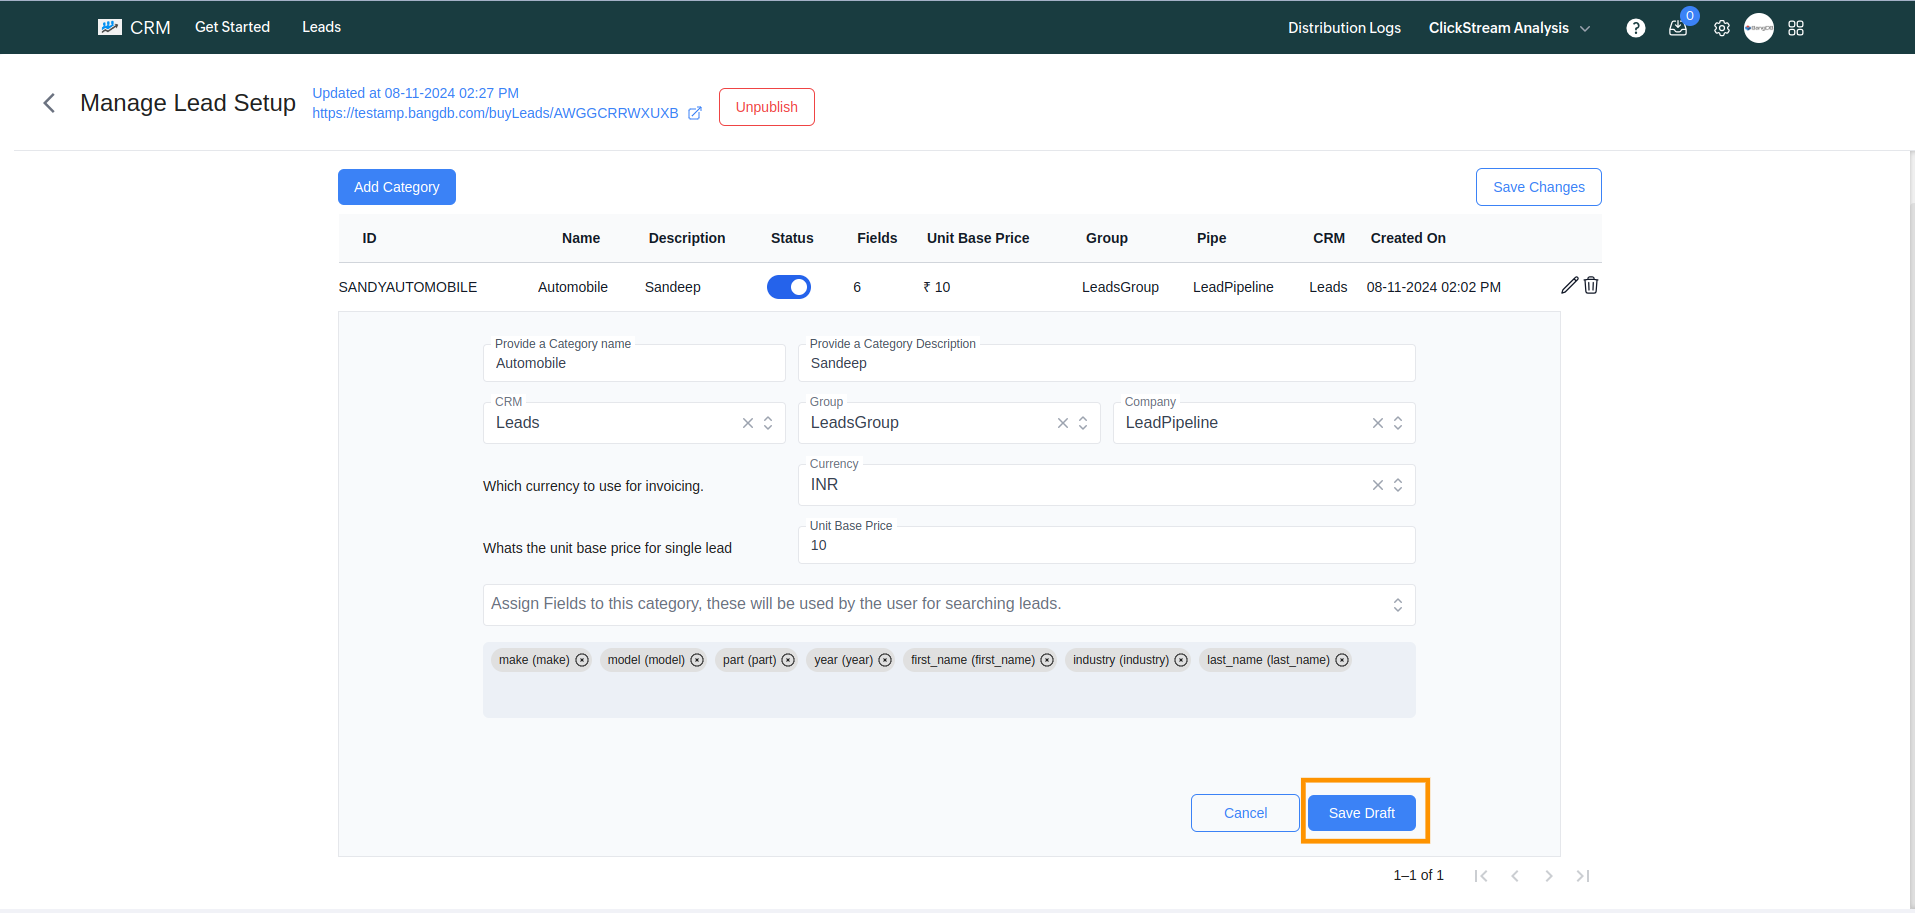 CRM Get Started Leads Distribution Logs ClickStream Analysis ? 0
Manage Lead Setup
Updated at 08-11-2024 02:27 PM
https://testamp.bangdb.com/buyLeads/AWGGCRRWXUXB
Unpublish
Add Category Save Changes
ID Name Description Status Fields Unit Base Price Group Pipe CRM Created On
SANDYAUTOMOBILE Automobile Sandeep 6 ₹ 10 LeadsGroup LeadPipeline Leads 08-11-2024 02:02 PM
Provide a Category name Provide a Category Description
Automobile Sandeep
CRM Group Company
Leads LeadsGroup LeadPipeline
Currency
Which currency to use for invoicing. INR
Unit Base Price
Whats the unit base price for single lead 10
Assign Fields to this category, these will be used by the user for searching leads.
make (make) model (model) part (part) year (year) first_name (first_name) industry (industry) last_name (last_name)
Cancel Save Draft
1–1 of 1